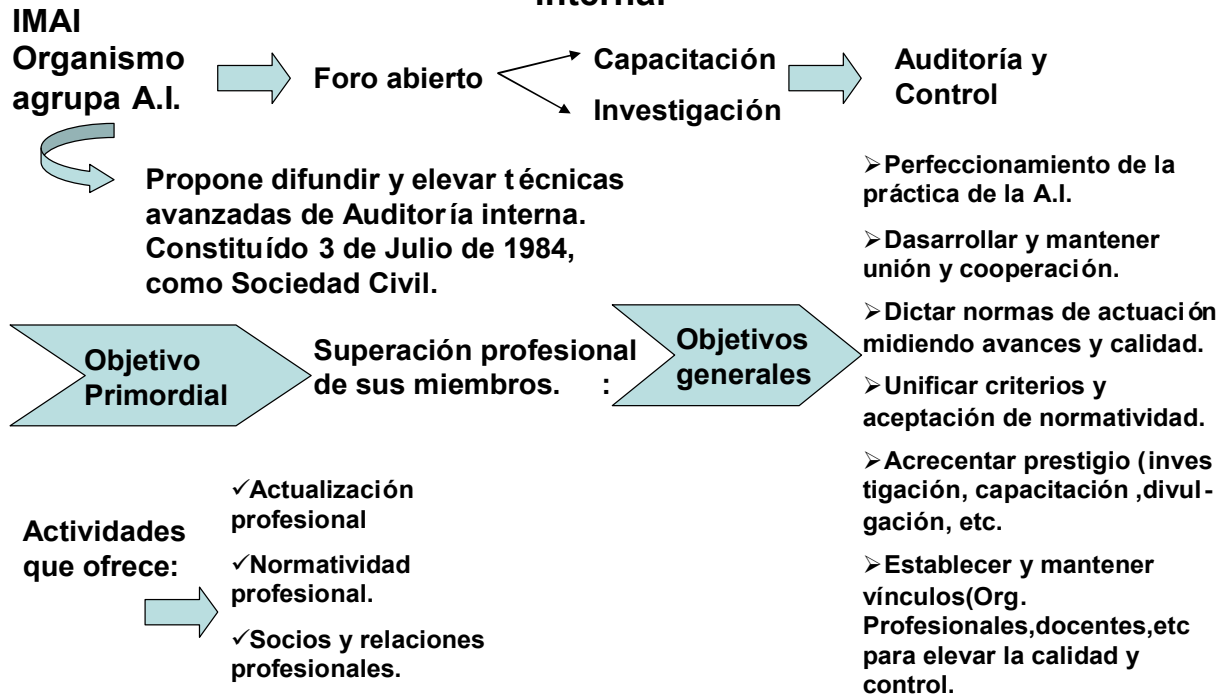 interna.
IMAI
Organismo
agrupa A.I.
Foro abierto
Capacitación
Investigación
Auditoría y
Control
Propone difundir y elevar técnicas
avanzadas de Auditoría interna.
Constituído 3 de Julio de 1984,
como Sociedad Civil.
Objetivo
Primordial
Superación profesional
de sus miembros. :
Objetivos
generales
➢Perfeccionamiento de la
práctica de la A.I.
➢Dasarrollar y mantener
unión y cooperación.
➢Dictar normas de actuación
midiendo avances y calidad.
➢Unificar criterios y
aceptación de normatividad.
➢Acrecentar prestigio (inves
tigación, capacitación ,divul-
gación, etc.
➢Establecer y mantener
vínculos(Org.
Profesionales,docentes,etc
para elevar la calidad y
control.
Actividades
que ofrece:
✓Actualización
profesional
✓Normatividad
profesional.
✓Socios y relaciones
profesionales.